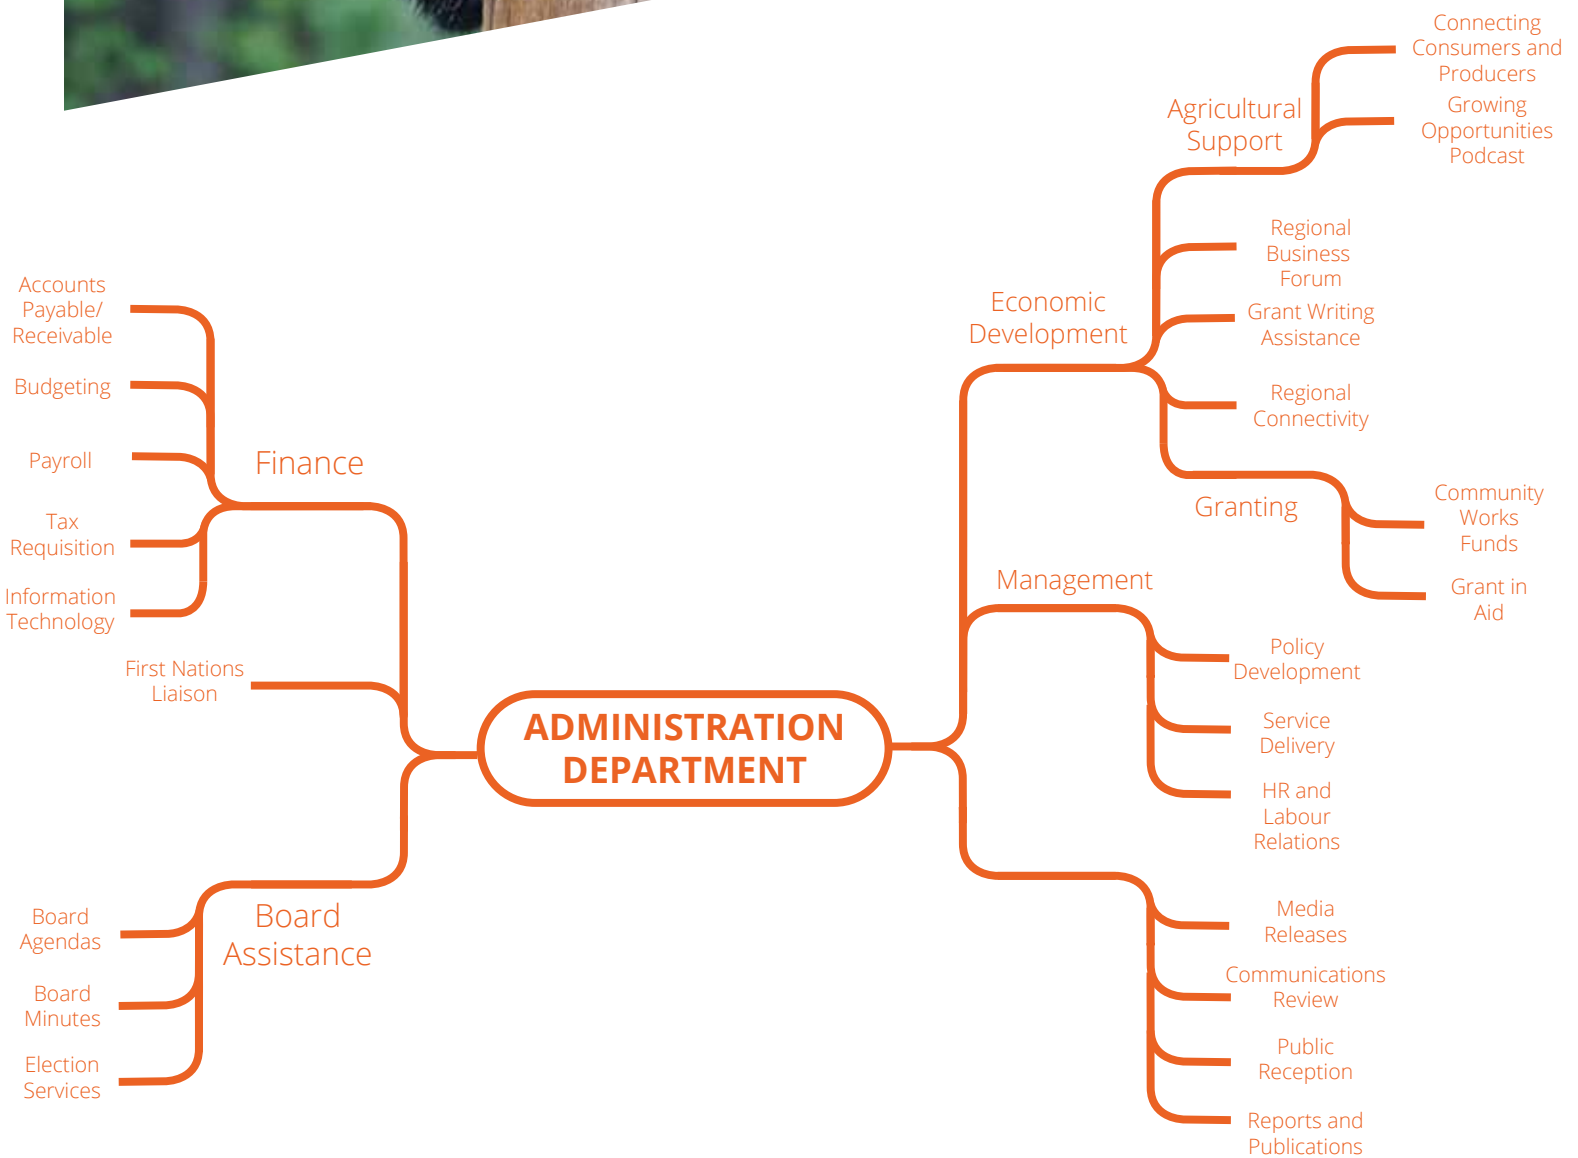 ADMINISTRATION
DEPARTMENT
Finance
Accounts
Payable/
Receivable
Budgeting
Payroll
Tax
Requisition
Information
Technology
First Nations
Liaison
Board
Assistance
Board
Agendas
Board
Minutes
Election
Services
Economic
Development
Agricultural
Support
Connecting
Consumers and
Producers
Growing
Opportunities
Podcast
Regional
Business
Forum
Grant Writing
Assistance
Regional
Connectivity
Granting
Community
Works
Funds
Grant in
Aid
Management
Policy
Development
Service
Delivery
HR and
Labour
Relations
Media
Releases
Communications
Review
Public
Reception
Reports and
Publications